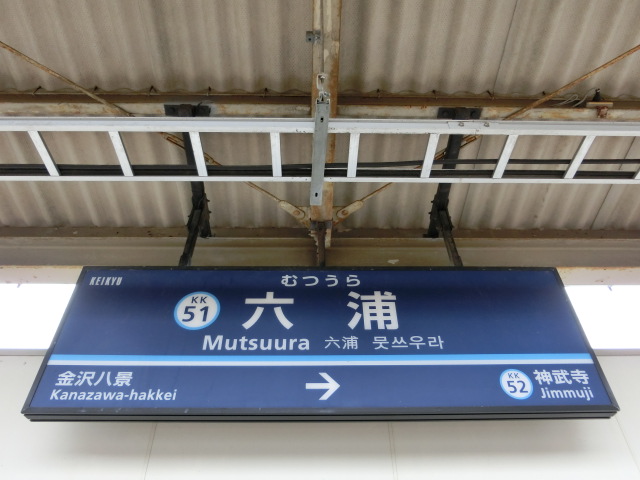 KEIKYU
むつうら
KK 51 六浦
Mutsuura 六浦 뭇쓰우라
金沢八景 → KK 52 神武寺
Kanazawa-hakkei Jimmuji